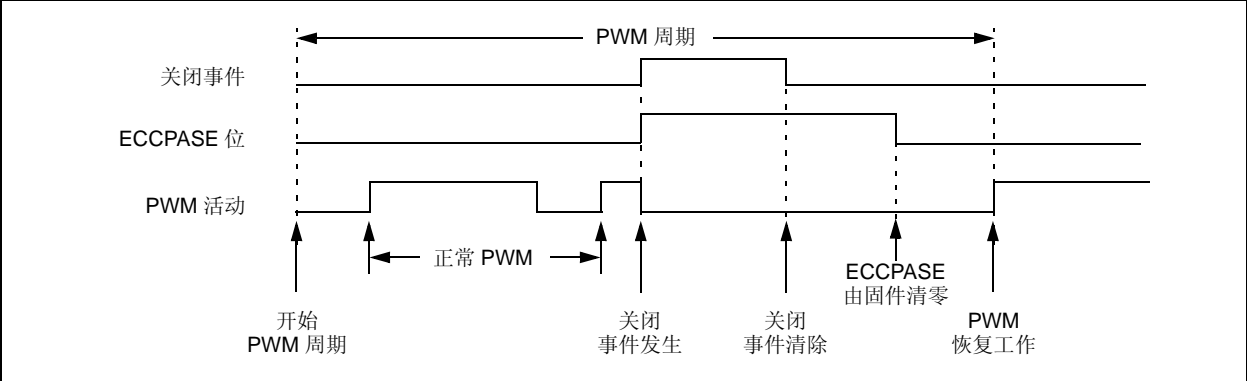 PWM 周期
关闭事件
ECCPASE 位
PWM 活动
正常 PWM
ECCPASE
由固件清零
开始
PWM 周期
关闭
事件发生
关闭
事件清除
PWM
恢复工作